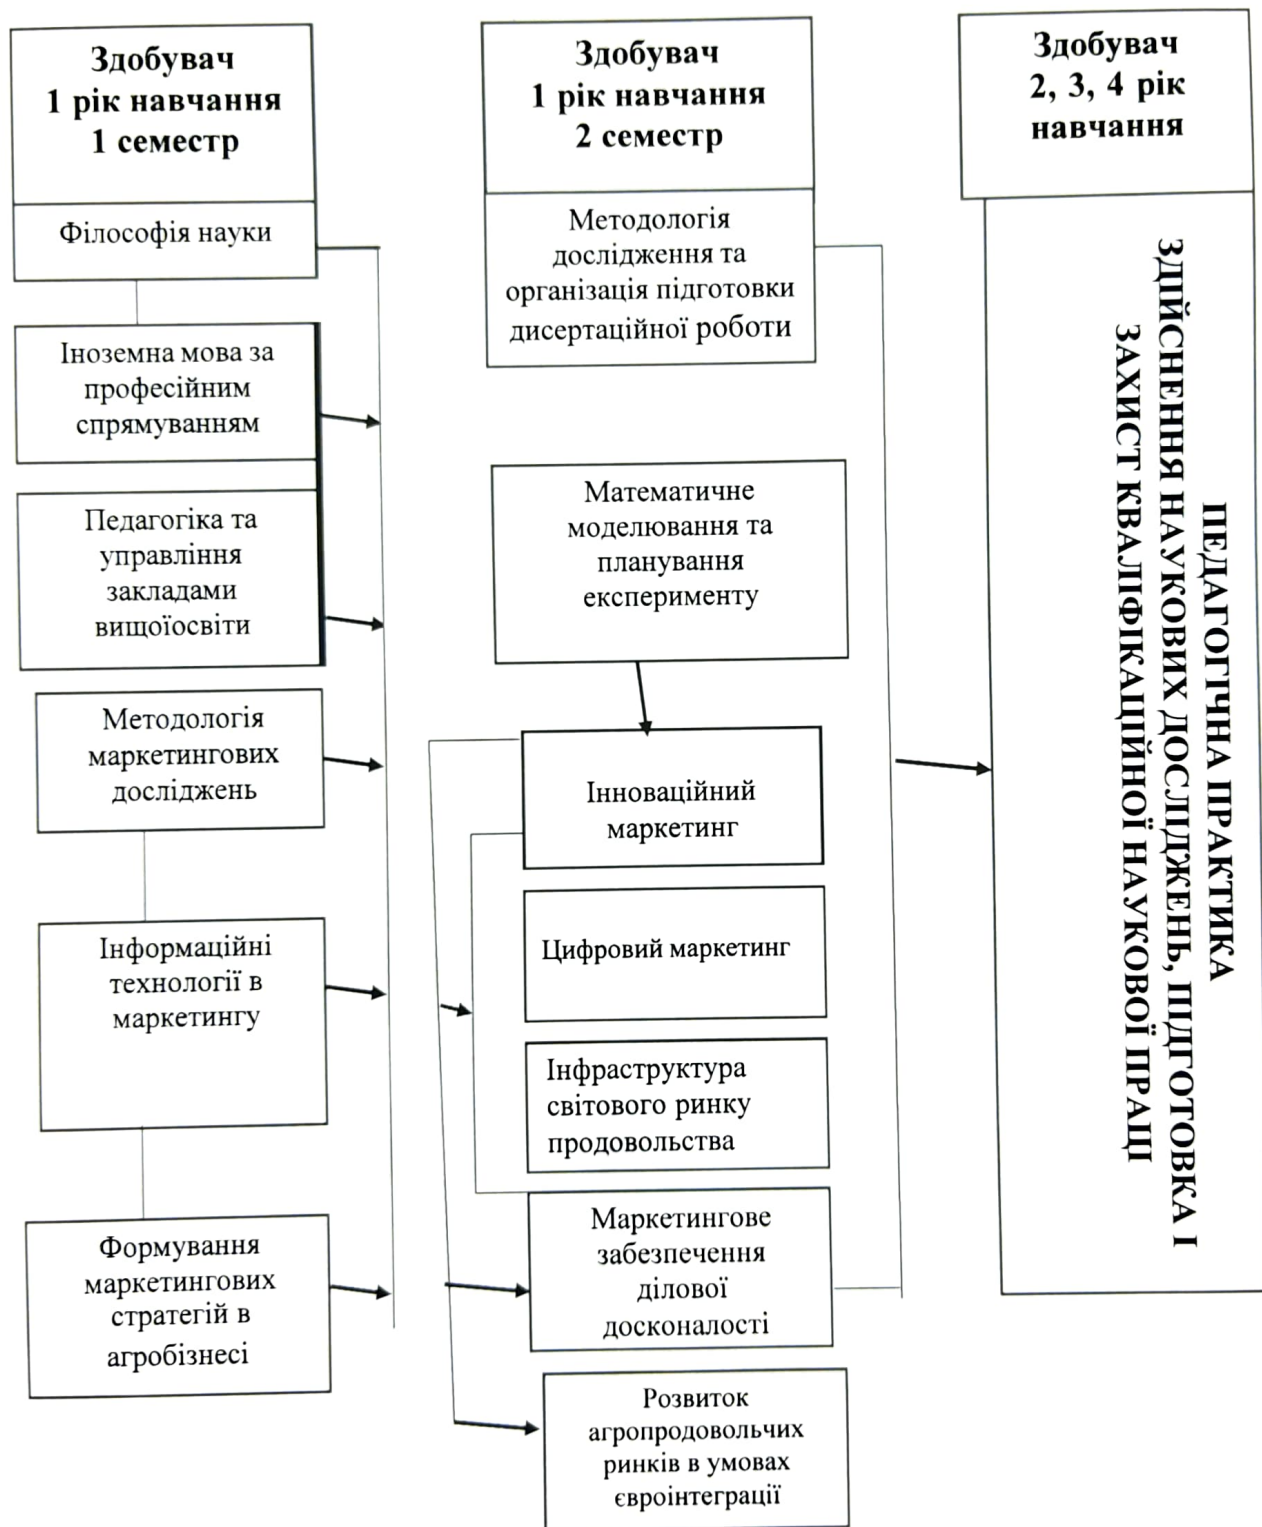 Здобувач
1 рік навчання
1 семестр
Філософія науки
Іноземна мова за
професійним
спрямуванням
Педагогіка та
управління
закладами
вищоїосвіти
Методологія
маркетингових
досліджень
Інформаційні
технології в
маркетингу
Формування
маркетингових
стратегій в
агробізнесі
Здобувач
1 рік навчання
2 семестр
Методологія
дослідження та
організація підготовки
дисертаційної роботи
Математичне
моделювання та
планування
експерименту
Інноваційний
маркетинг
Цифровий маркетинг
Інфраструктура
світового ринку
продовольства
Маркетингове
забезпечення
ділової
досконалості
Розвиток
агропродовольчих
ринків в умовах
євроінтеграції
Здобувач
2, 3, 4 рік
навчання
ПЕДАГОГІЧНА ПРАКТИКА
ЗДІЙСНЕННЯ НАУКОВИХ ДОСЛІДЖЕНЬ, ПІДГОТОВКА І
ЗАХИСТ КВАЛІФІКАЦІЙНОЇ НАУКОВОЇ ПРАЦІ